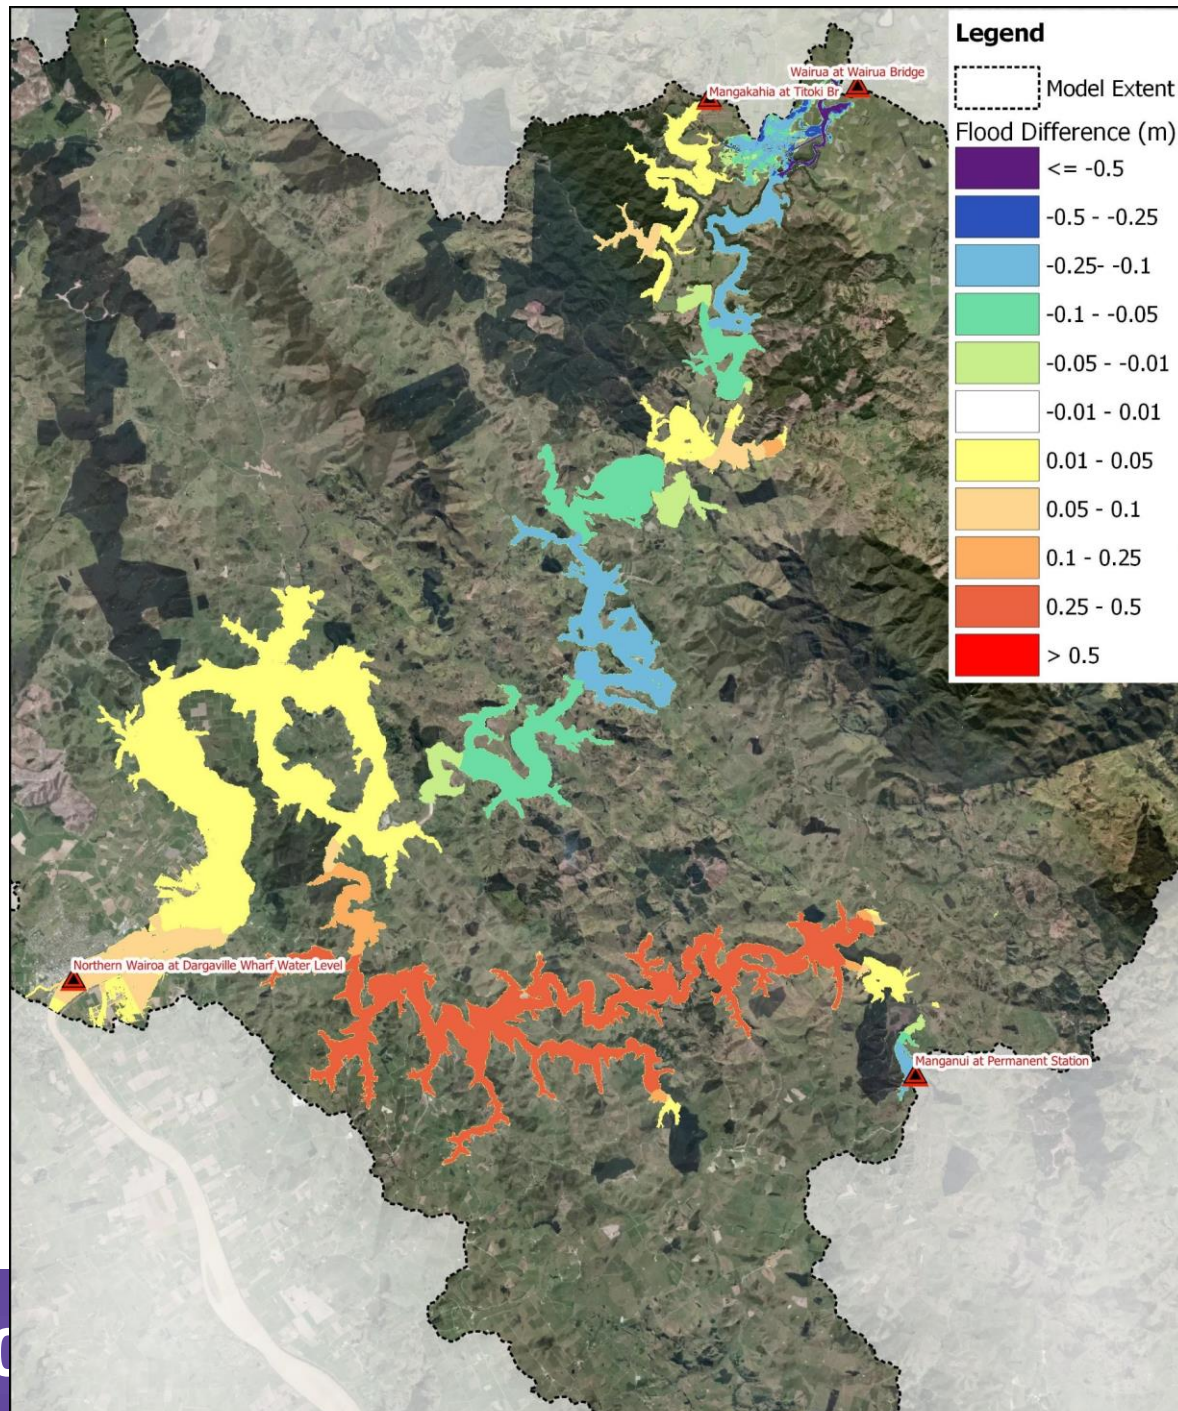 Legend
Model Extent
Flood Difference (m)
<= -0.5
-0.5 - -0.25
-0.25- -0.1
-0.1 - -0.05
-0.05 - -0.01
-0.01 - 0.01
0.01 - 0.05
0.05 - 0.1
0.1 - 0.25
0.25 - 0.5
> 0.5
Wairua at Wairua Bridge
Mangakahia at Titoki Br
Northern Wairoa at Dargaville Wharf Water Level
Manganui at Permanent Station